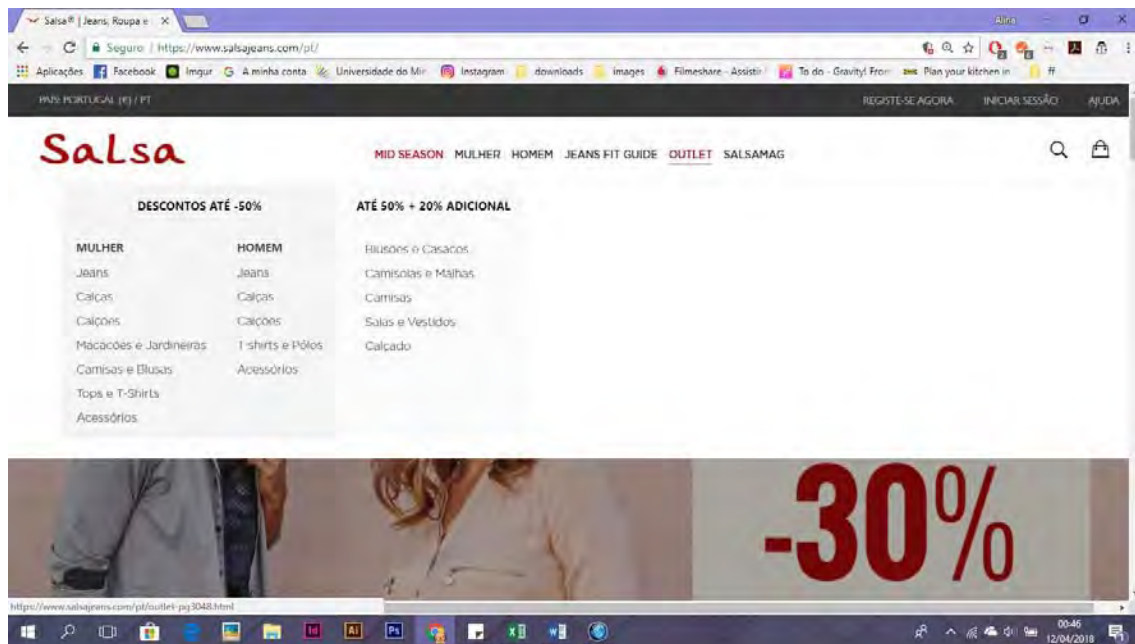 Salsa® | Jeans, Roupa e
Alina
Seguro | https://www.salsajeans.com/pt/
Aplicações Facebook Imgur A minha conta Universidade do Min Instagram downloads images Filmeshare - Assistir To do - Gravity! From Plan your kitchen in ff
PAÍS: PORTUGAL (€) / PT REGISTE-SE AGORA INICIAR SESSÃO AJUDA
Salsa
MID SEASON MULHER HOMEM JEANS FIT GUIDE OUTLET SALSAMAG
DESCONTOS ATÉ -50% ATÉ 50% + 20% ADICIONAL
MULHER HOMEM Blusões e Casacos
Jeans Jeans Camisolas e Malhas
Calças Calças Camisas
Calções Calções Saias e Vestidos
Macacões e Jardineiras T-shirts e Pólos Calçado
Camisas e Blusas Acessórios
Tops e T-Shirts
Acessórios
-30%
https://www.salsajeans.com/pt/outlet-pg3048.html
00:46
12/04/2018